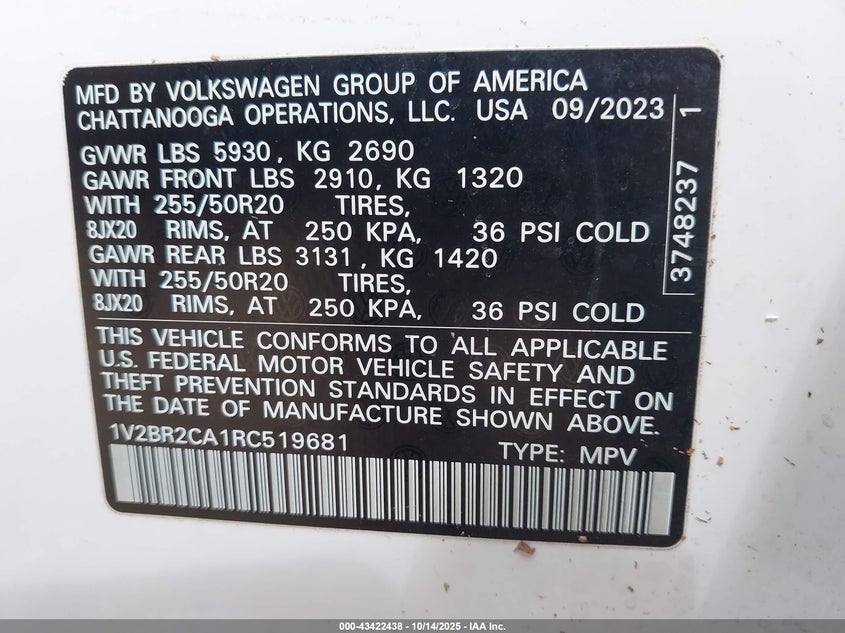 MFD BY VOLKSWAGEN GROUP OF AMERICA
CHATTANOOGA OPERATIONS, LLC. USA 09/2023
GVWR LBS 5930, KG 2690
GAWR FRONT LBS 2910, KG 1320
WITH 255/50R20 TIRES,
8JX20 RIMS, AT 250 KPA, 36 PSI COLD
GAWR REAR LBS 3131, KG 1420
WITH 255/50R20 TIRES,
8JX20 RIMS, AT 250 KPA, 36 PSI COLD
THIS VEHICLE CONFORMS TO ALL APPLICABLE
U.S. FEDERAL MOTOR VEHICLE SAFETY AND
THEFT PREVENTION STANDARDS IN EFFECT ON
THE DATE OF MANUFACTURE SHOWN ABOVE.
1V2BR2CA1RC519681 TYPE: MPV
3748237 1
000-43422438 - 10/14/2025 - IAA Inc.